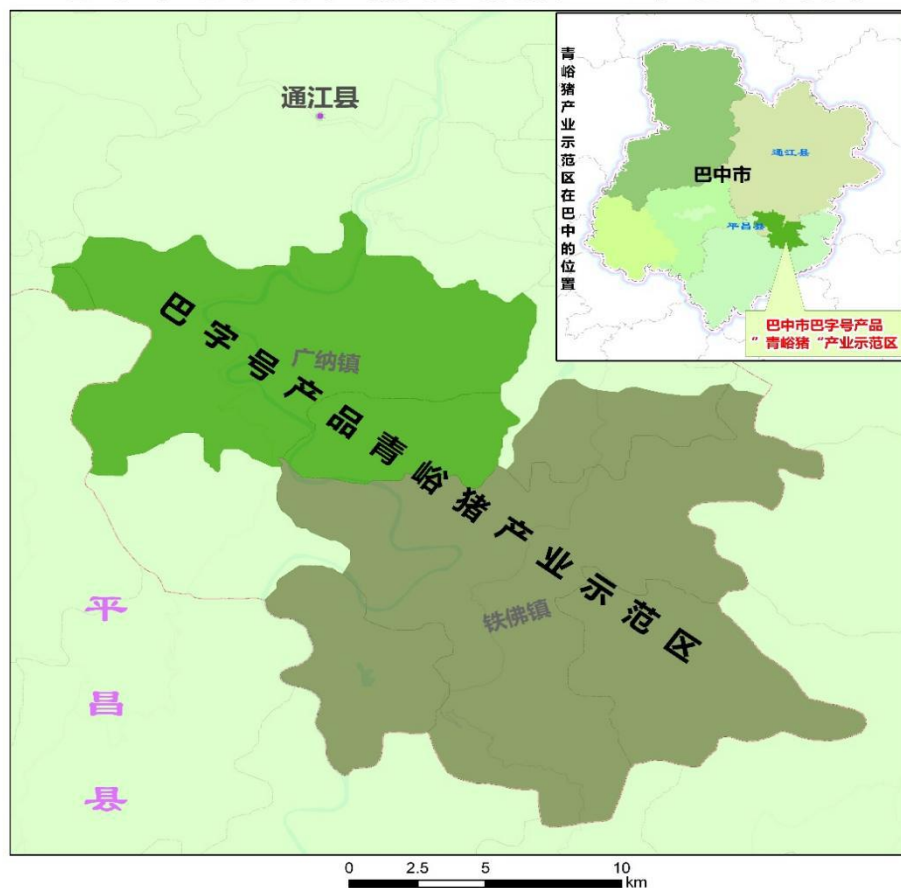 通江县
广纳镇
巴字号产品青峪猪产业示范区
铁佛镇
平昌县
青峪猪产业示范区在巴中的位置
通江县
巴中市
平昌县
巴中市巴字号产品
"青峪猪"产业示范区
0 2.5 5 10
km